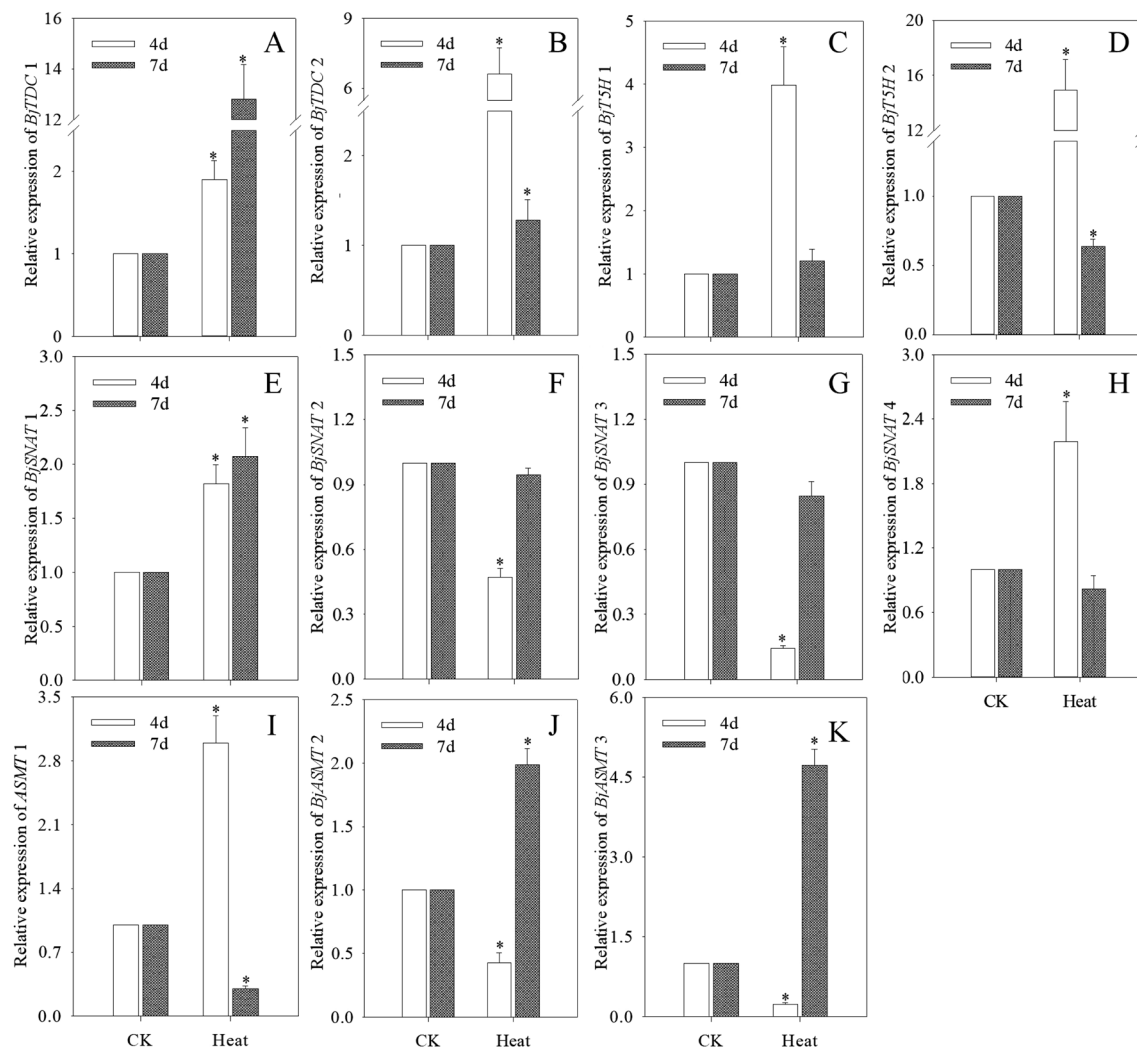 A
4d
7d
Relative expression of BjTDC 1
16
14
12
2
1
0
*
*
B
4d
7d
Relative expression of BjTDC 2
9
6
2
1
0
*
*
C
4d
7d
Relative expression of BjT5H 1
5
4
3
2
1
0
*
D
4d
7d
Relative expression of BjT5H 2
20
16
12
1.0
0.5
0.0
*
*
E
4d
7d
Relative expression of BjSNAT 1
3.0
2.5
2.0
1.5
1.0
0.5
0.0
*
*
F
4d
7d
Relative expression of BjSNAT 2
1.5
1.2
0.9
0.6
0.3
0.0
*
G
4d
7d
Relative expression of BjSNAT 3
1.5
1.2
0.9
0.6
0.3
0.0
*
H
4d
7d
Relative expression of BjSNAT 4
3.0
2.4
1.8
1.2
0.6
0.0
*
CK
Heat
I
4d
7d
Relative expression of ASMT 1
3.5
2.8
2.1
1.4
0.7
0.0
*
*
CK
Heat
J
4d
7d
Relative expression of BjASMT 2
2.5
2.0
1.5
1.0
0.5
0.0
*
*
CK
Heat
K
4d
7d
Relative expression of BjASMT 3
6.0
4.5
3.0
1.5
0.0
*
*
CK
Heat